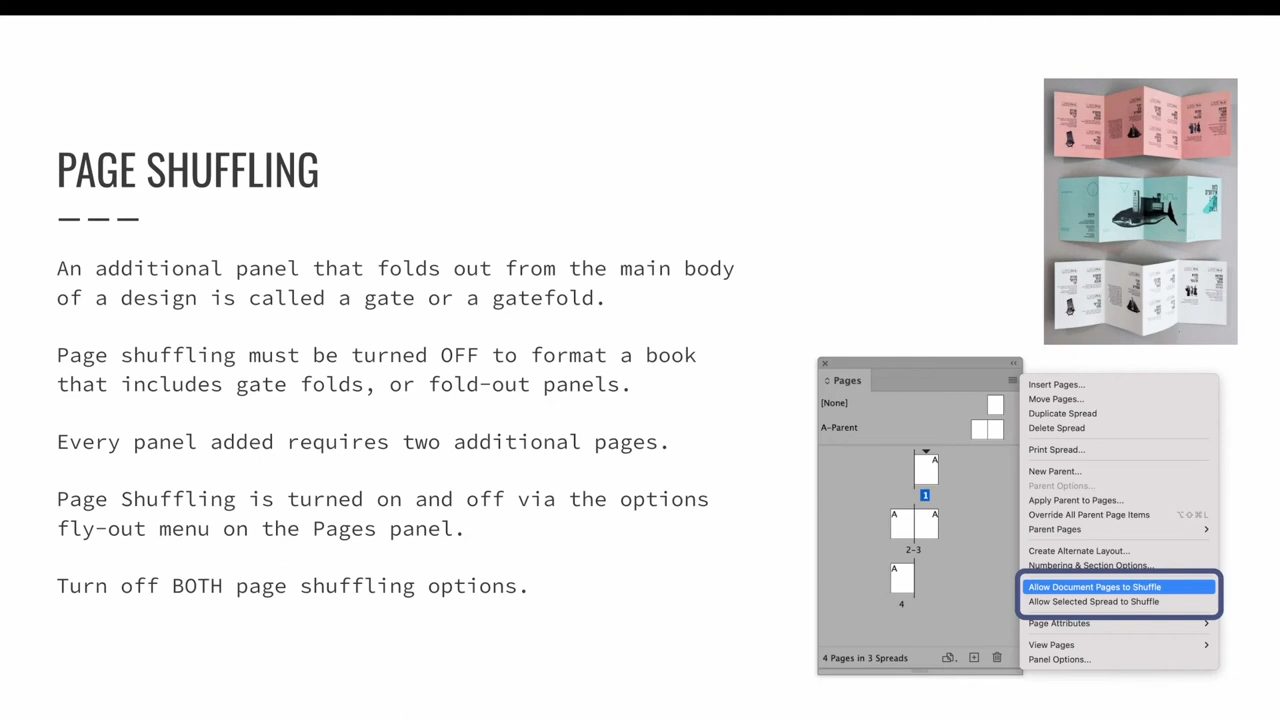 PAGE SHUFFLING
An additional panel that folds out from the main body
of a design is called a gate or a gatefold.
Page shuffling must be turned OFF to format a book
that includes gate folds, or fold-out panels.
Every panel added requires two additional pages.
Page Shuffling is turned on and off via the options
fly-out menu on the Pages panel.
Turn off BOTH page shuffling options.
Pages
[None]
A-Parent
A
1
A A
2-3
A
4
4 Pages in 3 Spreads
Insert Pages...
Move Pages...
Duplicate Spread
Delete Spread
Print Spread...
New Parent...
Parent Options...
Apply Parent to Pages...
Override All Parent Page Items ⌥⇧⌘L
Parent Pages
Create Alternate Layout...
Numbering & Section Options...
Allow Document Pages to Shuffle
Allow Selected Spread to Shuffle
Page Attributes
View Pages
Panel Options...